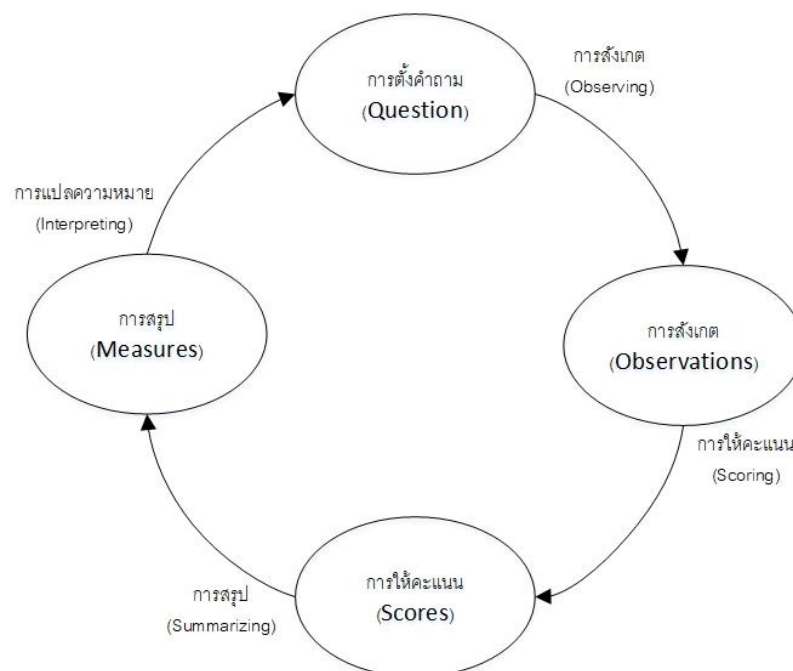 การตั้งคำถาม
(Question)
การสังเกต
(Observing)
การสังเกต
(Observations)
การให้คะแนน
(Scoring)
การให้คะแนน
(Scores)
การสรุป
(Summarizing)
การสรุป
(Measures)
การแปลความหมาย
(Interpreting)